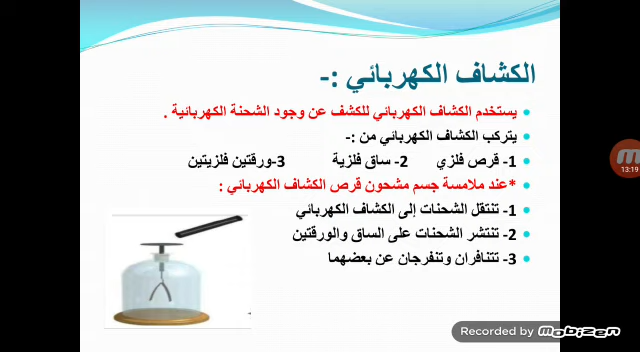 الكشاف الكهربائي :-
يستخدم الكشاف الكهربائي للكشف عن وجود الشحنة الكهربائية .
يتركب الكشاف الكهربائي من :-
1- قرص فلزي 2- ساق فلزية 3-ورقتين فلزيتين
*عند ملامسة جسم مشحون قرص الكشاف الكهربائي :
1- تنتقل الشحنات إلى الكشاف الكهربائي
2- تنتشر الشحنات على الساق والورقتين
3- تتنافران وتنفرجان عن بعضهما
13:19
Recorded by mobizen